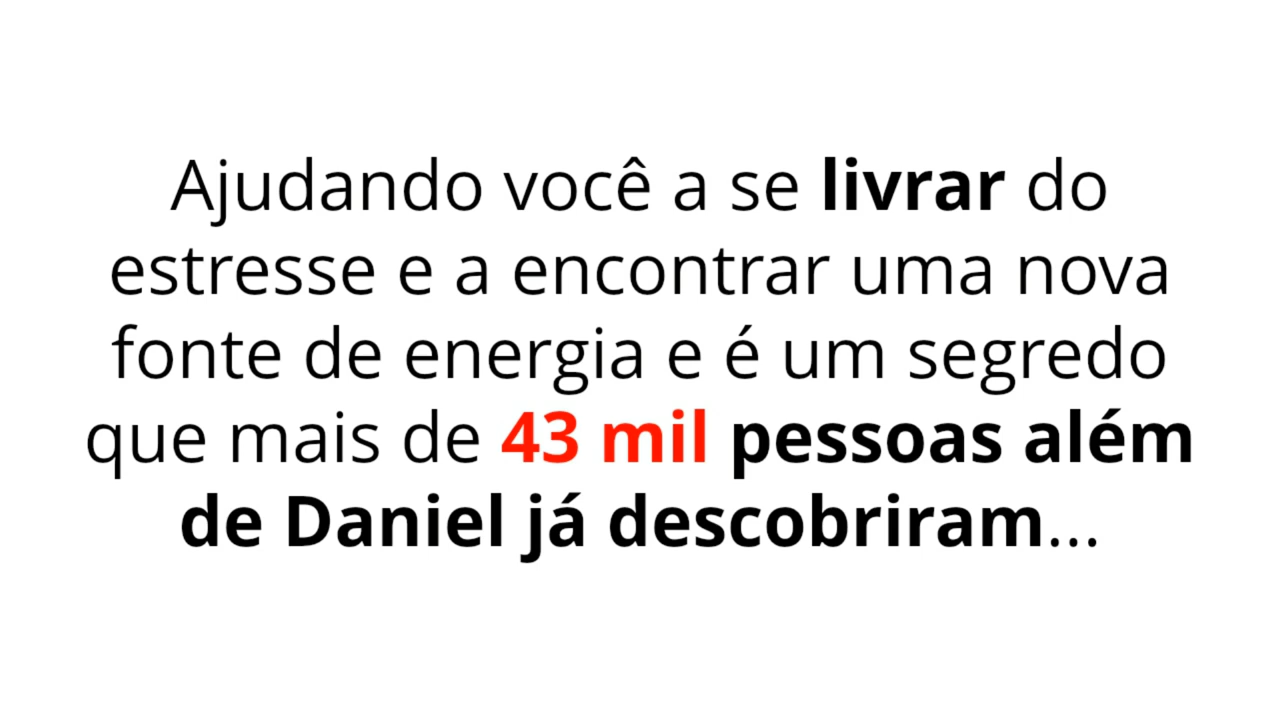 Ajudando você a se livrar do
estresse e a encontrar uma nova
fonte de energia e é um segredo
que mais de 43 mil pessoas além
de Daniel já descobriram...